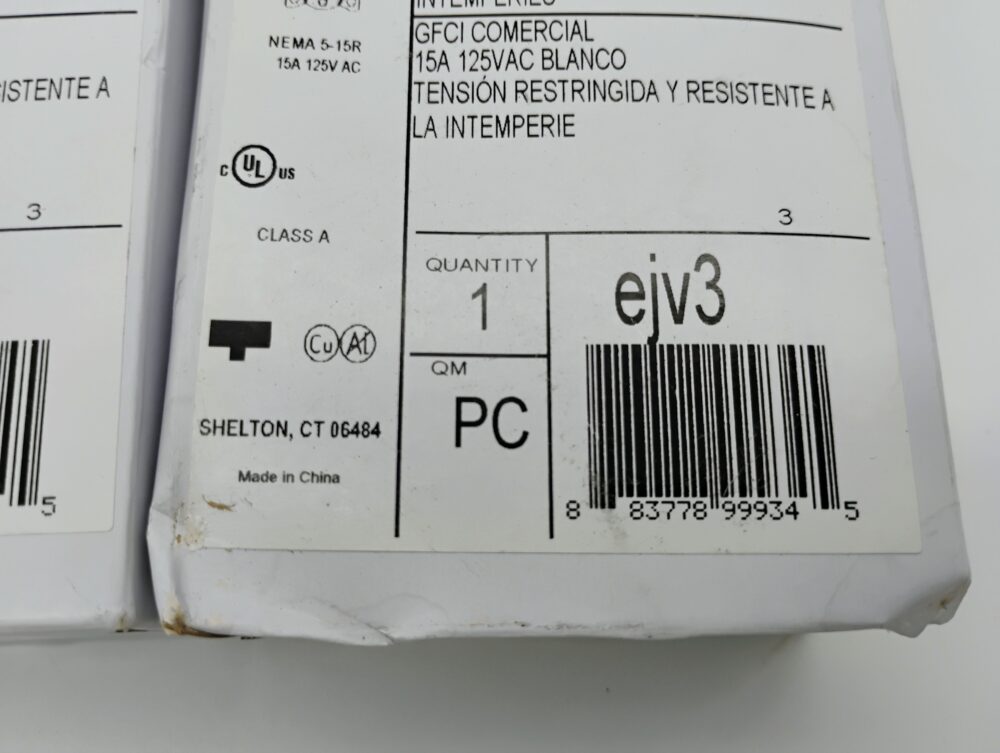 ISTENTE A
3
5
INTEMPERIES
NEMA 5-15R
15A 125V AC
C UL US
CLASS A
Cu Al
SHELTON, CT 06484
Made in China
GFCI COMERCIAL
15A 125VAC BLANCO
TENSIÓN RESTRINGIDA Y RESISTENTE A
LA INTEMPERIE
3
QUANTITY
1
QM
PC
ejv3
8 83778 99934 5